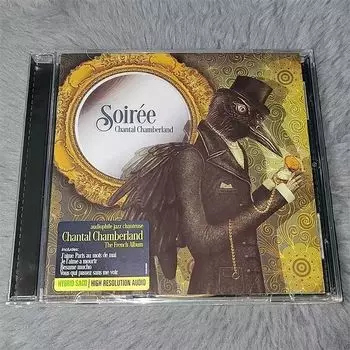 Soirée
Chantal Chamberland
audiophile jazz chanteuse
Chantal Chamberland
The French Album
includes:
J'aime Paris au mois de mai
Je l'aime a mourir
besame mucho
Vous qui passez sans me voir
HYBRID SACD / HIGH RESOLUTION AUDIO